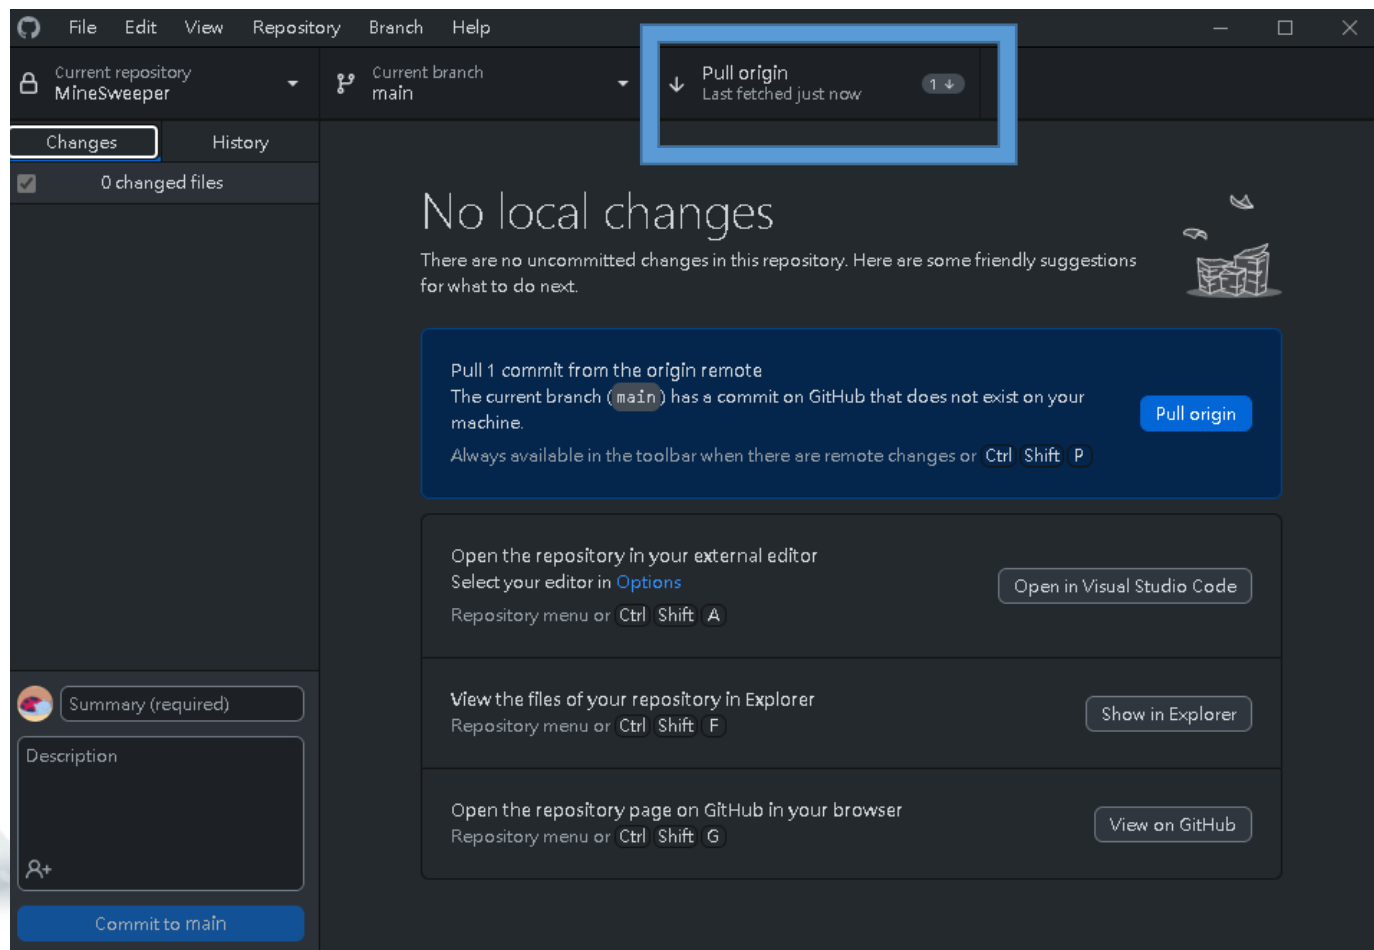 File Edit View Repository Branch Help
Current repository
MineSweeper
Current branch
main
Pull origin
Last fetched just now
1
Changes
History
0 changed files
No local changes
There are no uncommitted changes in this repository. Here are some friendly suggestions
for what to do next.
Pull 1 commit from the origin remote
The current branch (main) has a commit on GitHub that does not exist on your
machine.
Always available in the toolbar when there are remote changes or Ctrl Shift P
Pull origin
Open the repository in your external editor
Select your editor in Options
Repository menu or Ctrl Shift A
Open in Visual Studio Code
View the files of your repository in Explorer
Repository menu or Ctrl Shift F
Show in Explorer
Open the repository page on GitHub in your browser
Repository menu or Ctrl Shift G
View on GitHub
Summary (required)
Description
Commit to main